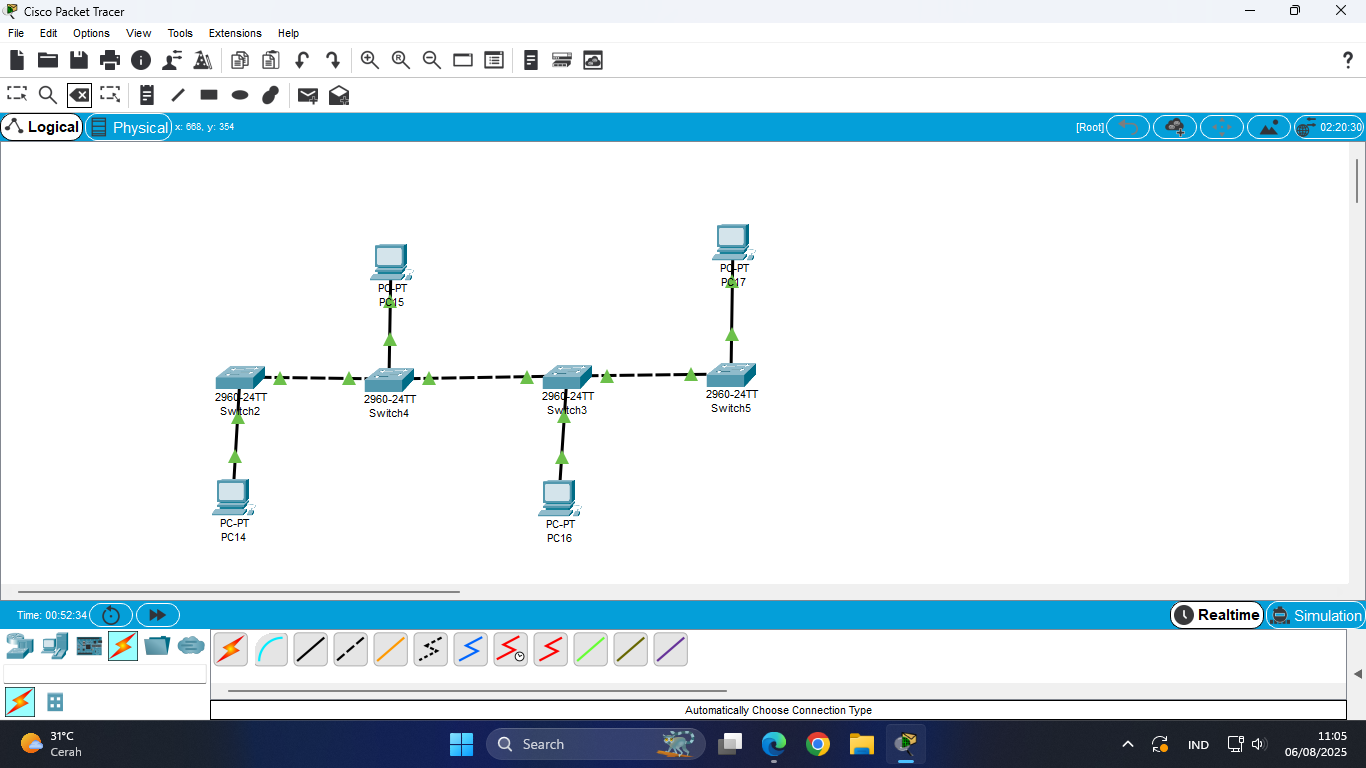 Cisco Packet Tracer
File Edit Options View Tools Extensions Help
R
?
Logical Physical x: 668, y: 354 [Root] 02:20:30
PC-PT
PC15
PC-PT
PC17
2960-24TT
Switch2
2960-24TT
Switch4
2960-24TT
Switch3
2960-24TT
Switch5
PC-PT
PC14
PC-PT
PC16
Time: 00:52:34 Realtime Simulation
Automatically Choose Connection Type
31°C
Cerah
Search
IND
11:05
06/08/2025